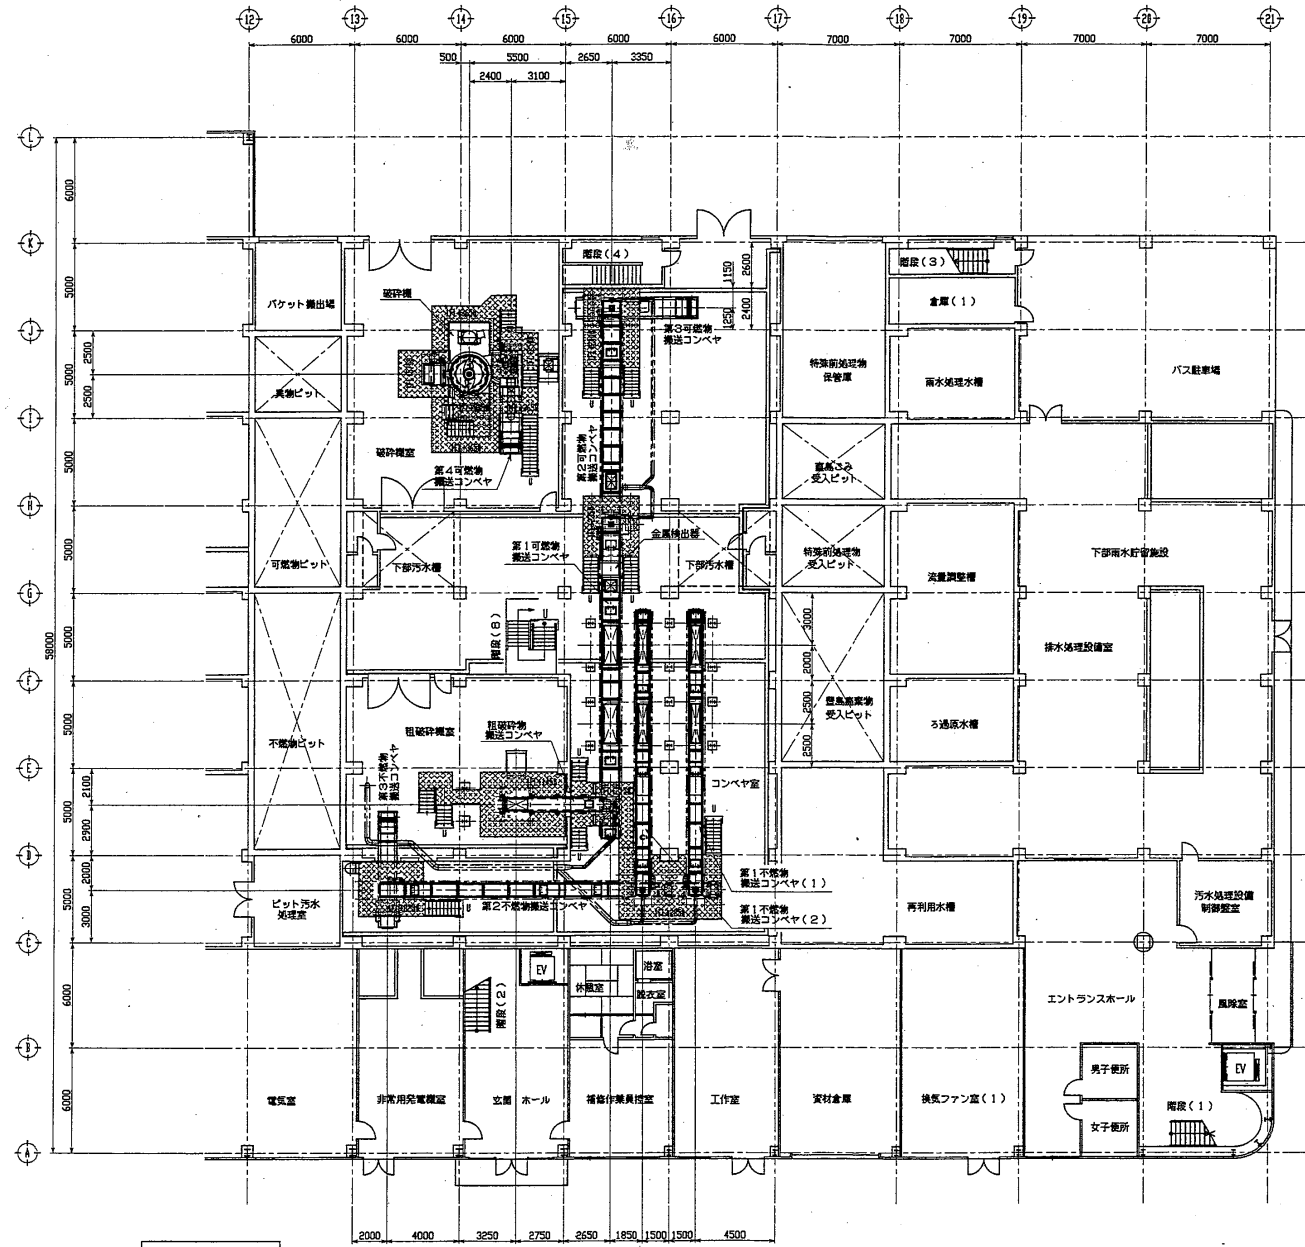 12 13 14 15 16 17 18 19 20 21
6000 6000 6000 6000 6000 7000 7000 7000 7000
500 5500 2650 3350
2400 3100
L
6000
K
階段(4)
階段(3)
1150
2600
5000
バケット搬出場
破砕機
倉庫(1)
1250
2400
J
第3可燃物
搬送コンベヤ
2500
5000
特殊前処理物
保管庫
雨水処理水槽
バス駐車場
異物ピット
2500
I
第2可燃物
搬送コンベヤ
破砕機室
第4可燃物
搬送コンベヤ
5000
受入ピット
H
金属検出器
第1可燃物
搬送コンベヤ
特殊前処理物
受入ピット
下部雨水貯留施設
5000
可燃物ピット
下部汚水槽
下部汚水槽
流量調整槽
G
58000
5000
階段(8)
3000
2000
排水処理設備室
F
2500
豊島廃棄物
受入ピット
粗破砕機室
粗破砕物
搬送コンベヤ
ろ過原水槽
5000
不燃物ピット
2500
E
第3不燃物
搬送コンベヤ
コンベヤ室
2100
5000
2900
D
2000
第1不燃物
搬送コンベヤ(1)
5000
ピット汚水
処理室
第2不燃物搬送コンベヤ
第1不燃物
搬送コンベヤ(2)
再利用水槽
汚水処理設備
制御盤室
3000
C
EV
浴室
休憩室
脱衣室
階段(2)
エントランスホール
風除室
6000
B
男子便所
EV
6000
電気室
非常用発電機室
玄関 ホール
補修作業員控室
工作室
資材倉庫
換気ファン室(1)
階段(1)
女子便所
A
2000 4000 3250 2750 2650 1850 1500 1500 4500